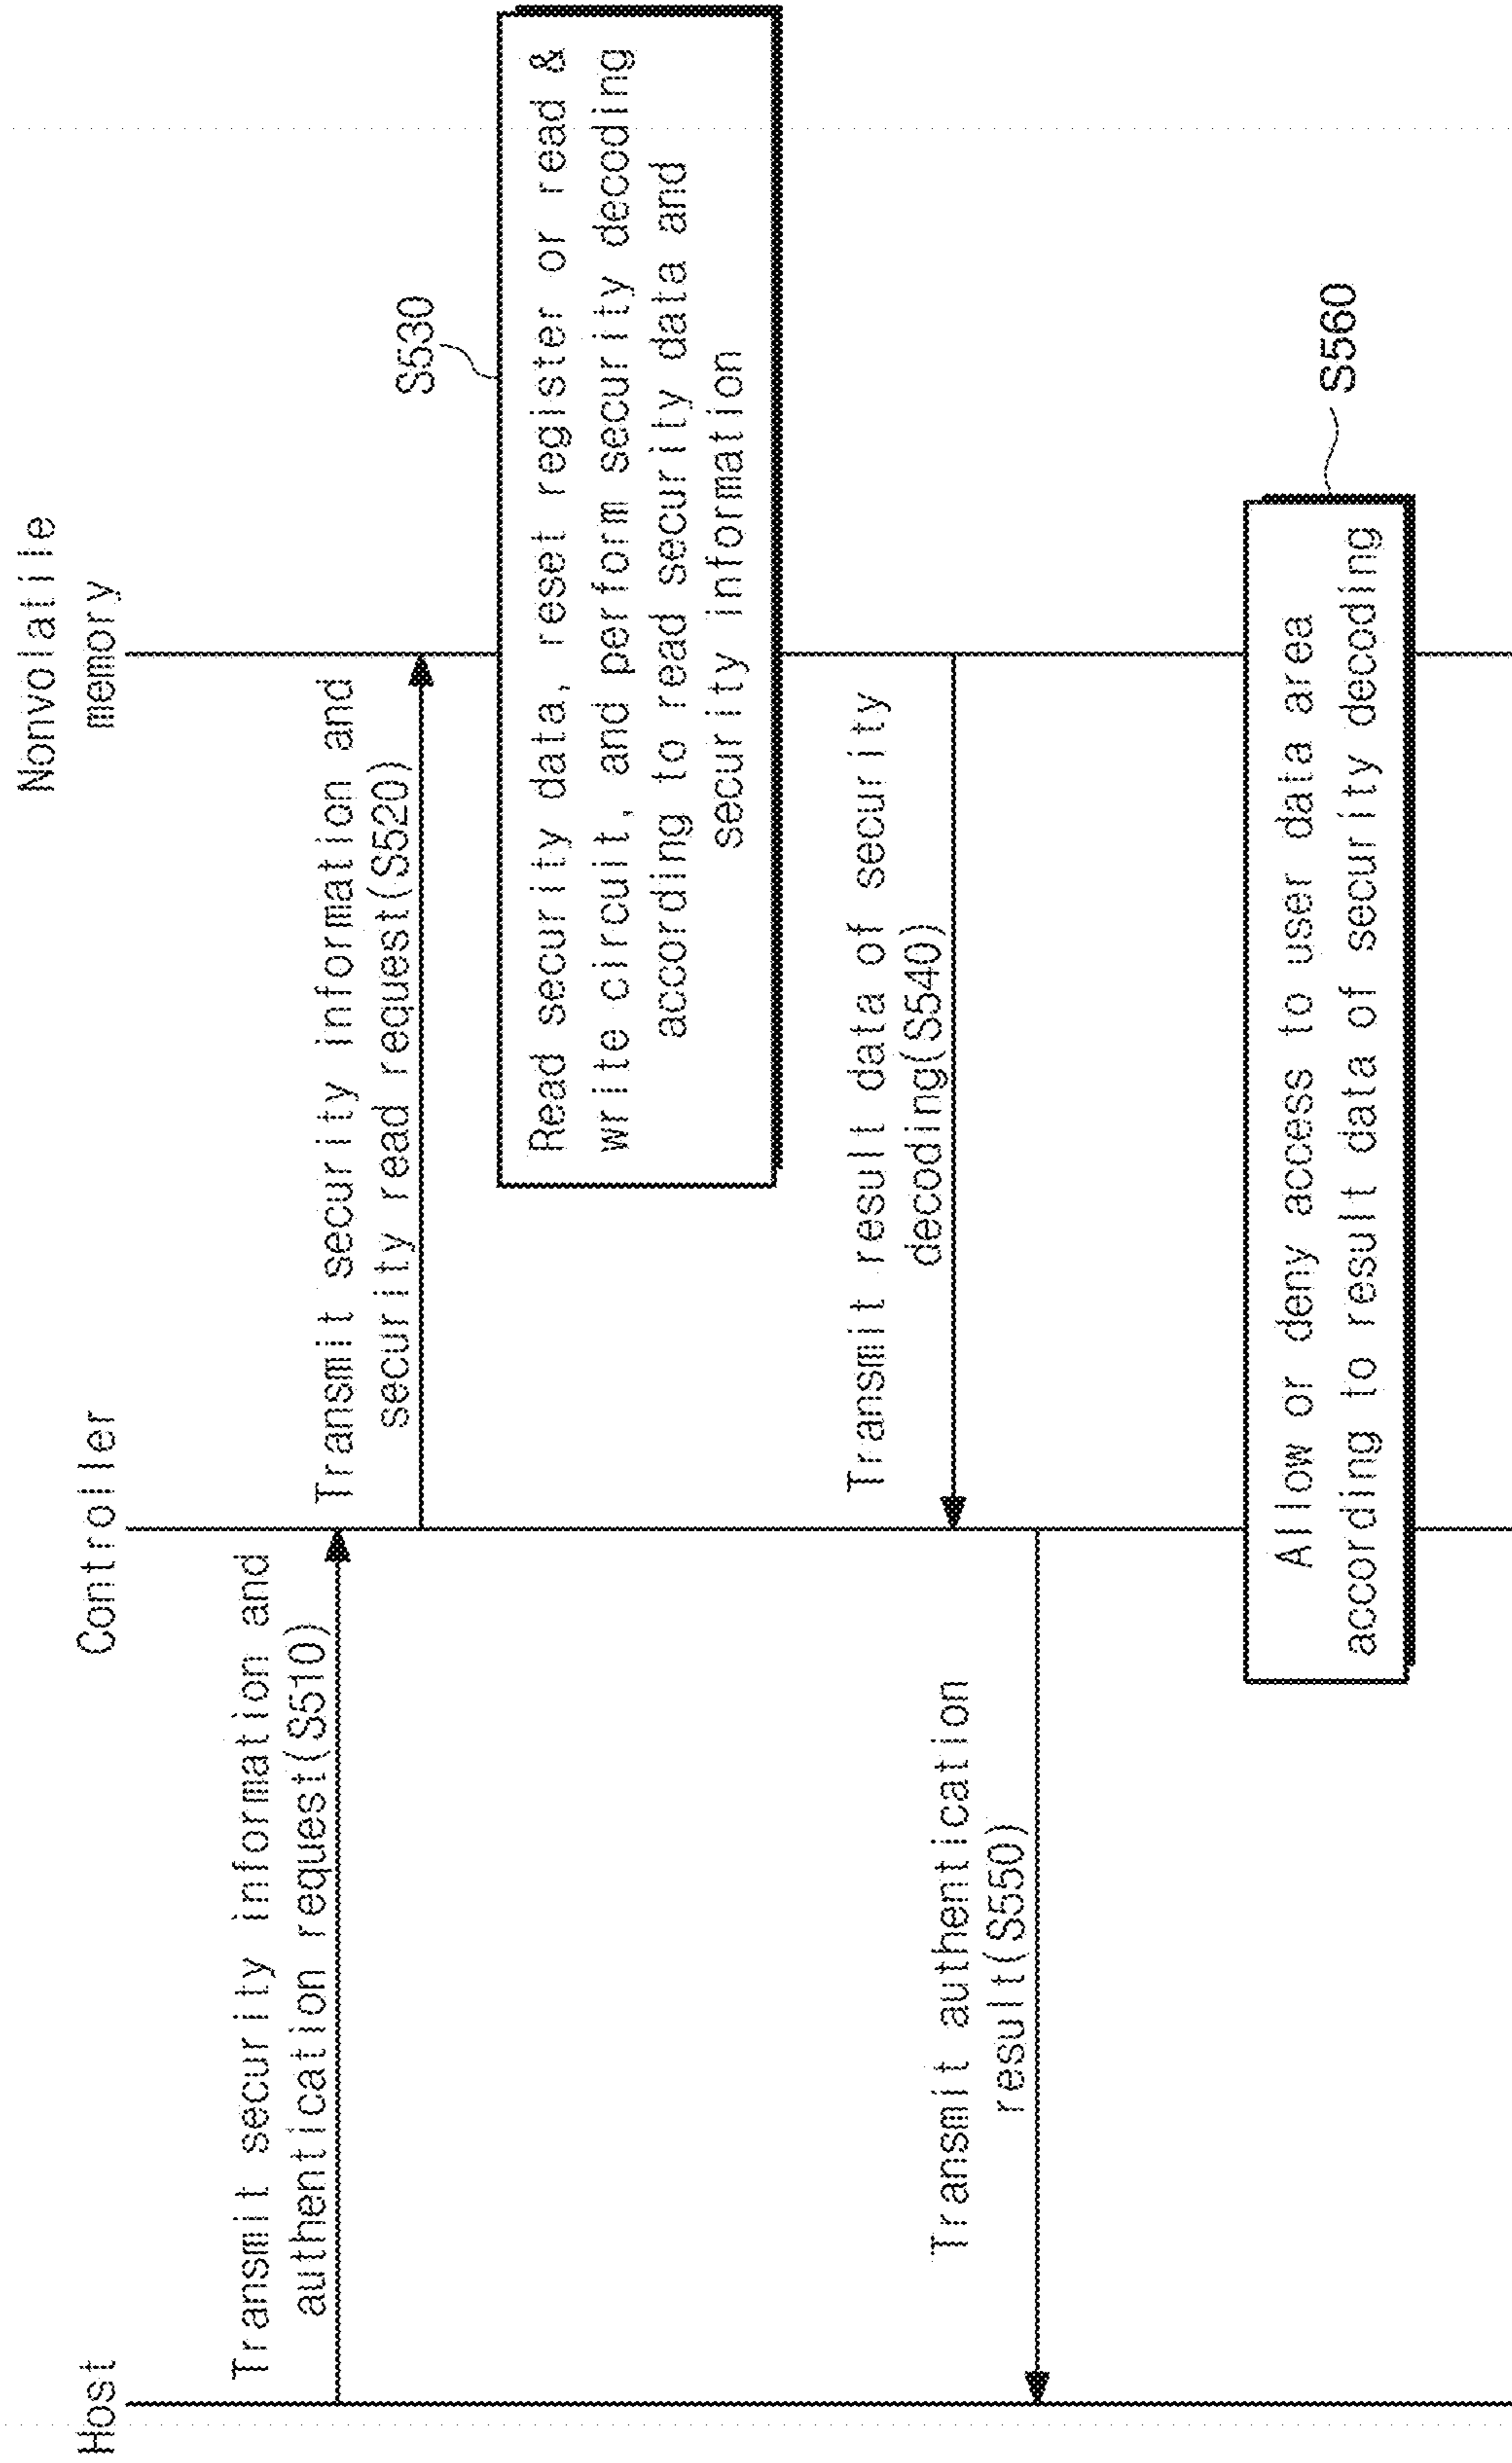 Host
Controller
Nonvolatile
memory
Transmit security information and
authentication request(S510)
Transmit security information and
security read request(S520)
S530
Read security data, reset register or read &
write circuit, and perform security decoding
according to read security data and
security information
Transmit result data of security
decoding(S540)
Transmit authentication
result(S550)
S560
Allow or deny access to user data area
according to result data of security decoding